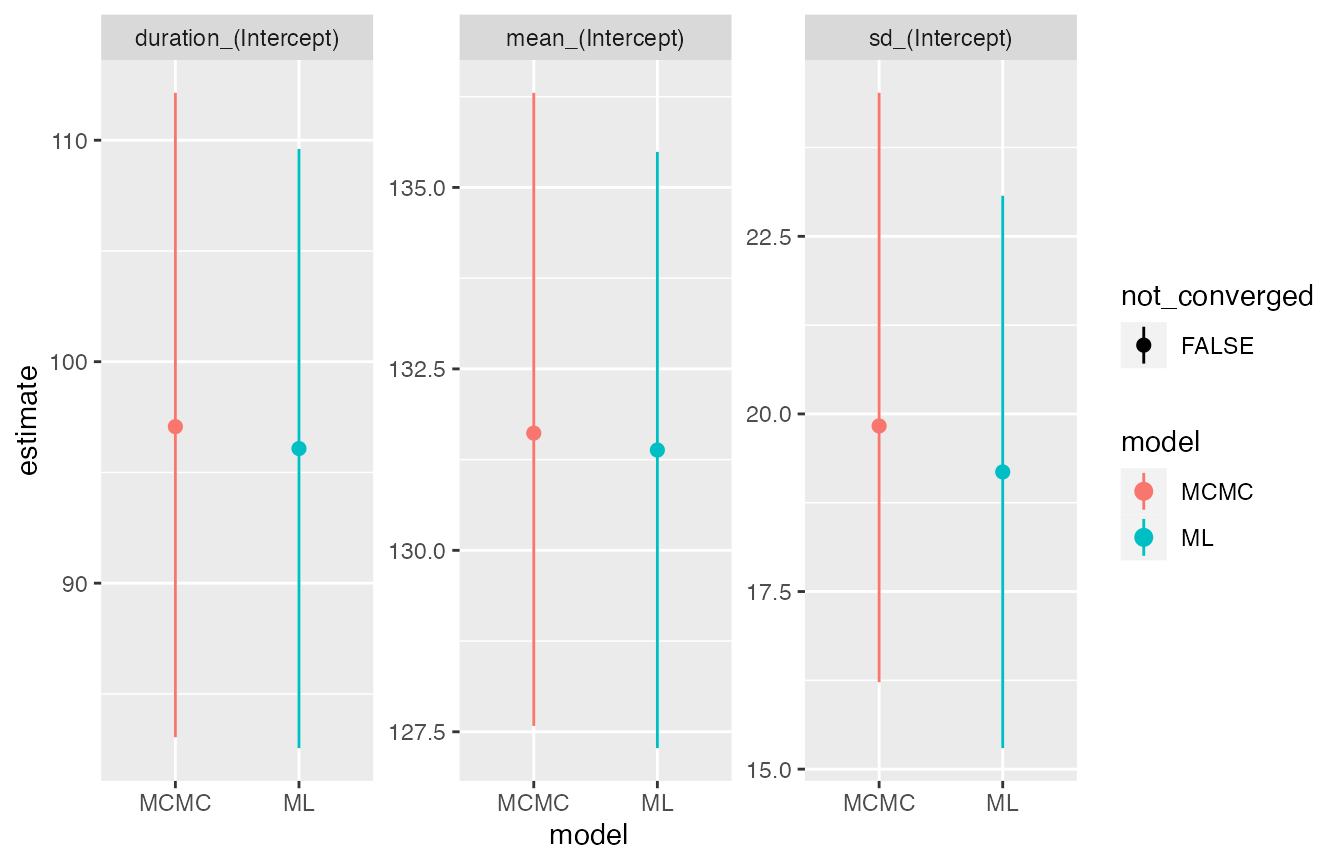 duration_(Intercept)
mean_(Intercept)
sd_(Intercept)
estimate
110
100
90
135.0
132.5
130.0
127.5
22.5
20.0
17.5
15.0
MCMC
ML
MCMC
ML
MCMC
ML
model
not_converged
FALSE
model
MCMC
ML